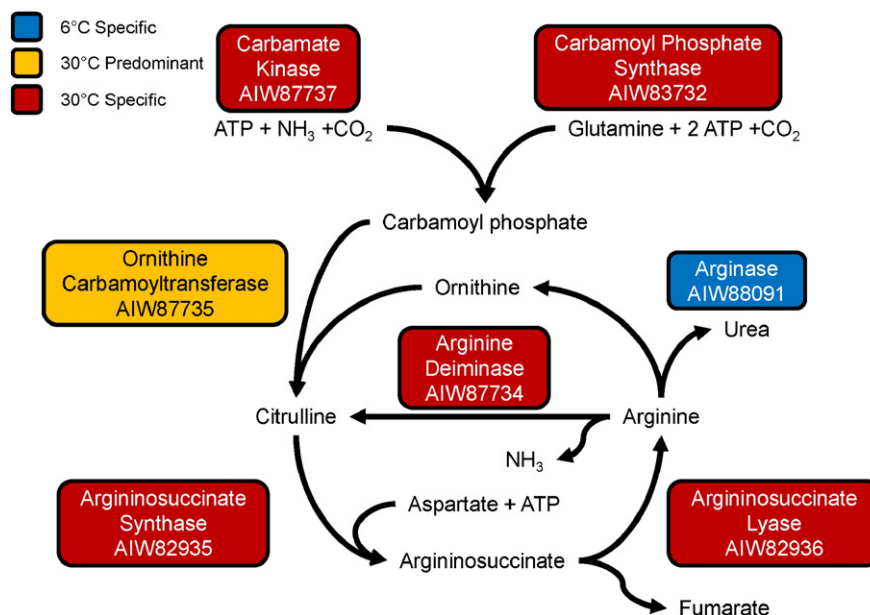 6°C Specific
30°C Predominant
30°C Specific
Carbamate
Kinase
AIW87737
ATP + NH₃ +CO₂
Carbamoyl Phosphate
Synthase
AIW83732
Glutamine + 2 ATP +CO₂
Carbamoyl phosphate
Ornithine
Carbamoyltransferase
AIW87735
Ornithine
Arginase
AIW88091
Urea
Arginine
Deiminase
AIW87734
Citrulline
Arginine
NH₃
Argininosuccinate
Synthase
AIW82935
Aspartate + ATP
Argininosuccinate
Argininosuccinate
Lyase
AIW82936
Fumarate